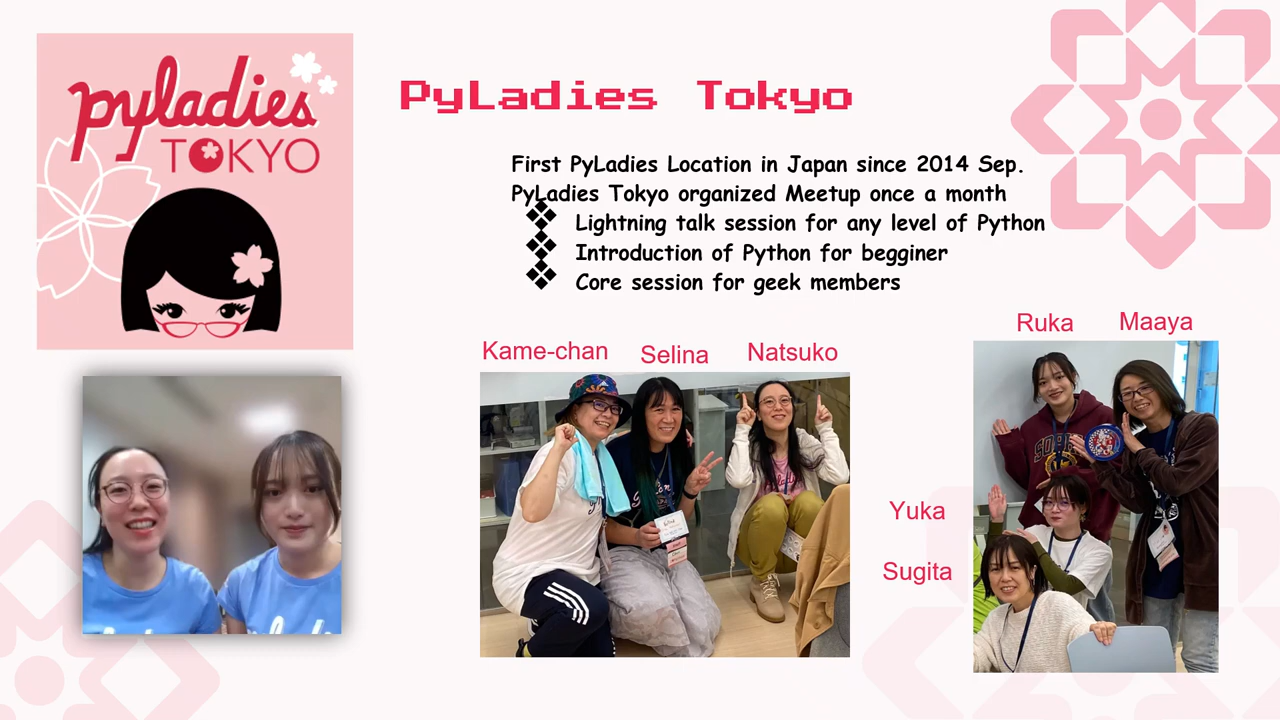 pyladies
TOKYO
PyLadies Tokyo
First PyLadies Location in Japan since 2014 Sep.
PyLadies Tokyo organized Meetup once a month
❖ Lightning talk session for any level of Python
❖ Introduction of Python for begginer
❖ Core session for geek members
Kame-chan
Selina
Natsuko
Ruka
Maaya
Yuka
Sugita